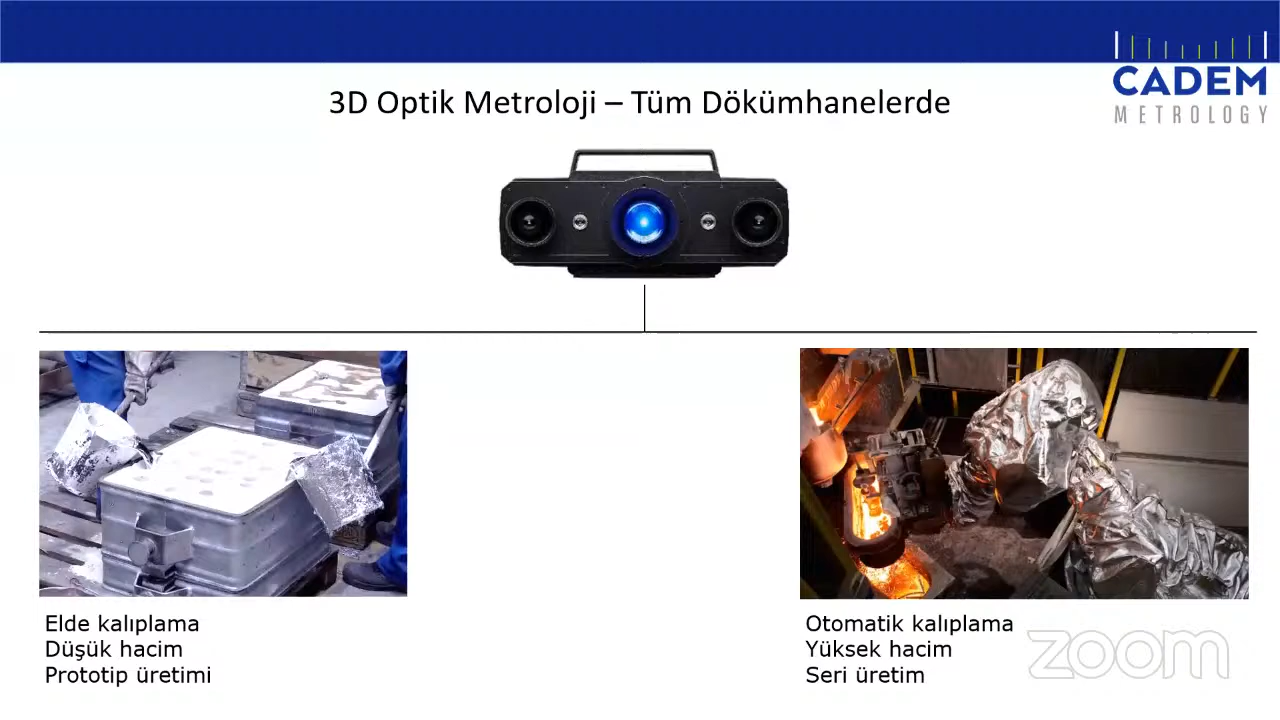 CADEM
METROLOGY
3D Optik Metroloji – Tüm Dökümhanelerde
Elde kalıplama
Düşük hacim
Prototip üretimi
Otomatik kalıplama
Yüksek hacim
Seri üretim
zoom